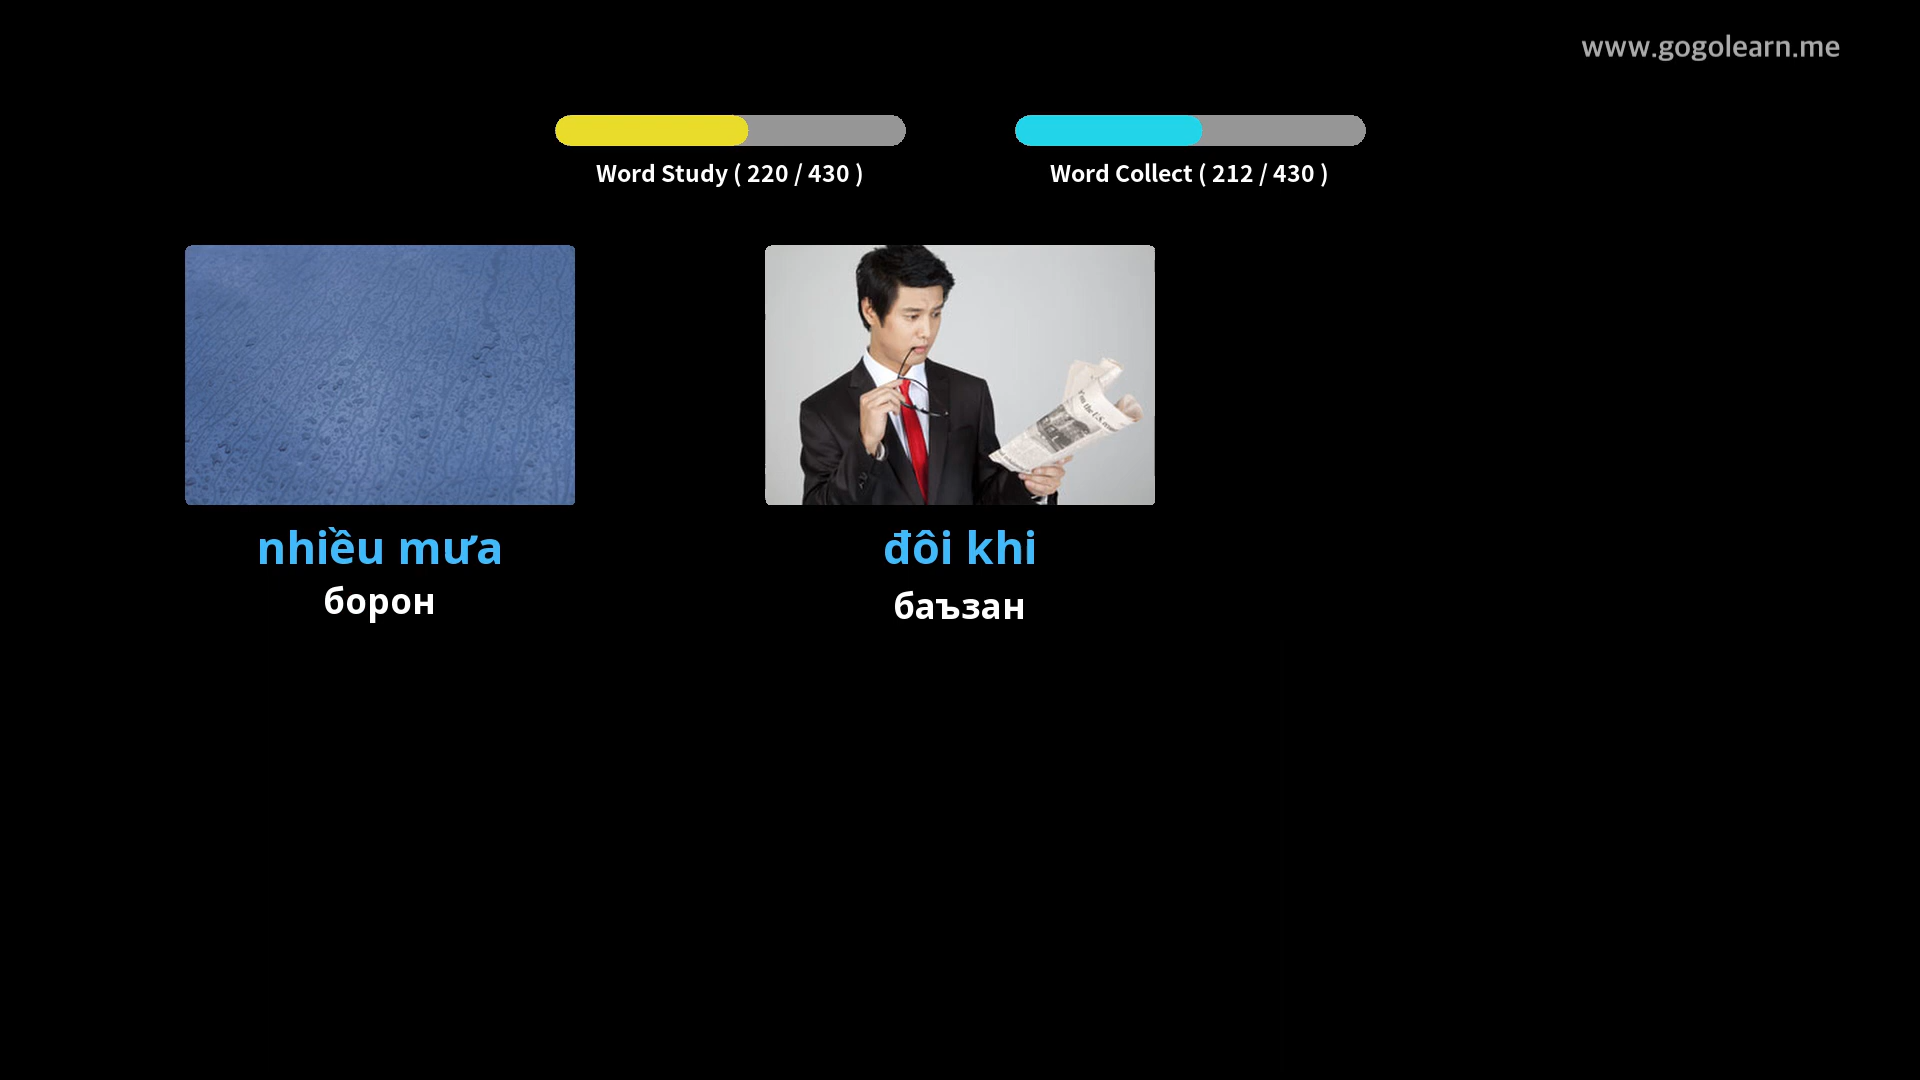 www.gogolearn.me
Word Study ( 220 / 430 )
Word Collect ( 212 / 430 )
nhiều mưa
борон
đôi khi
баъзан